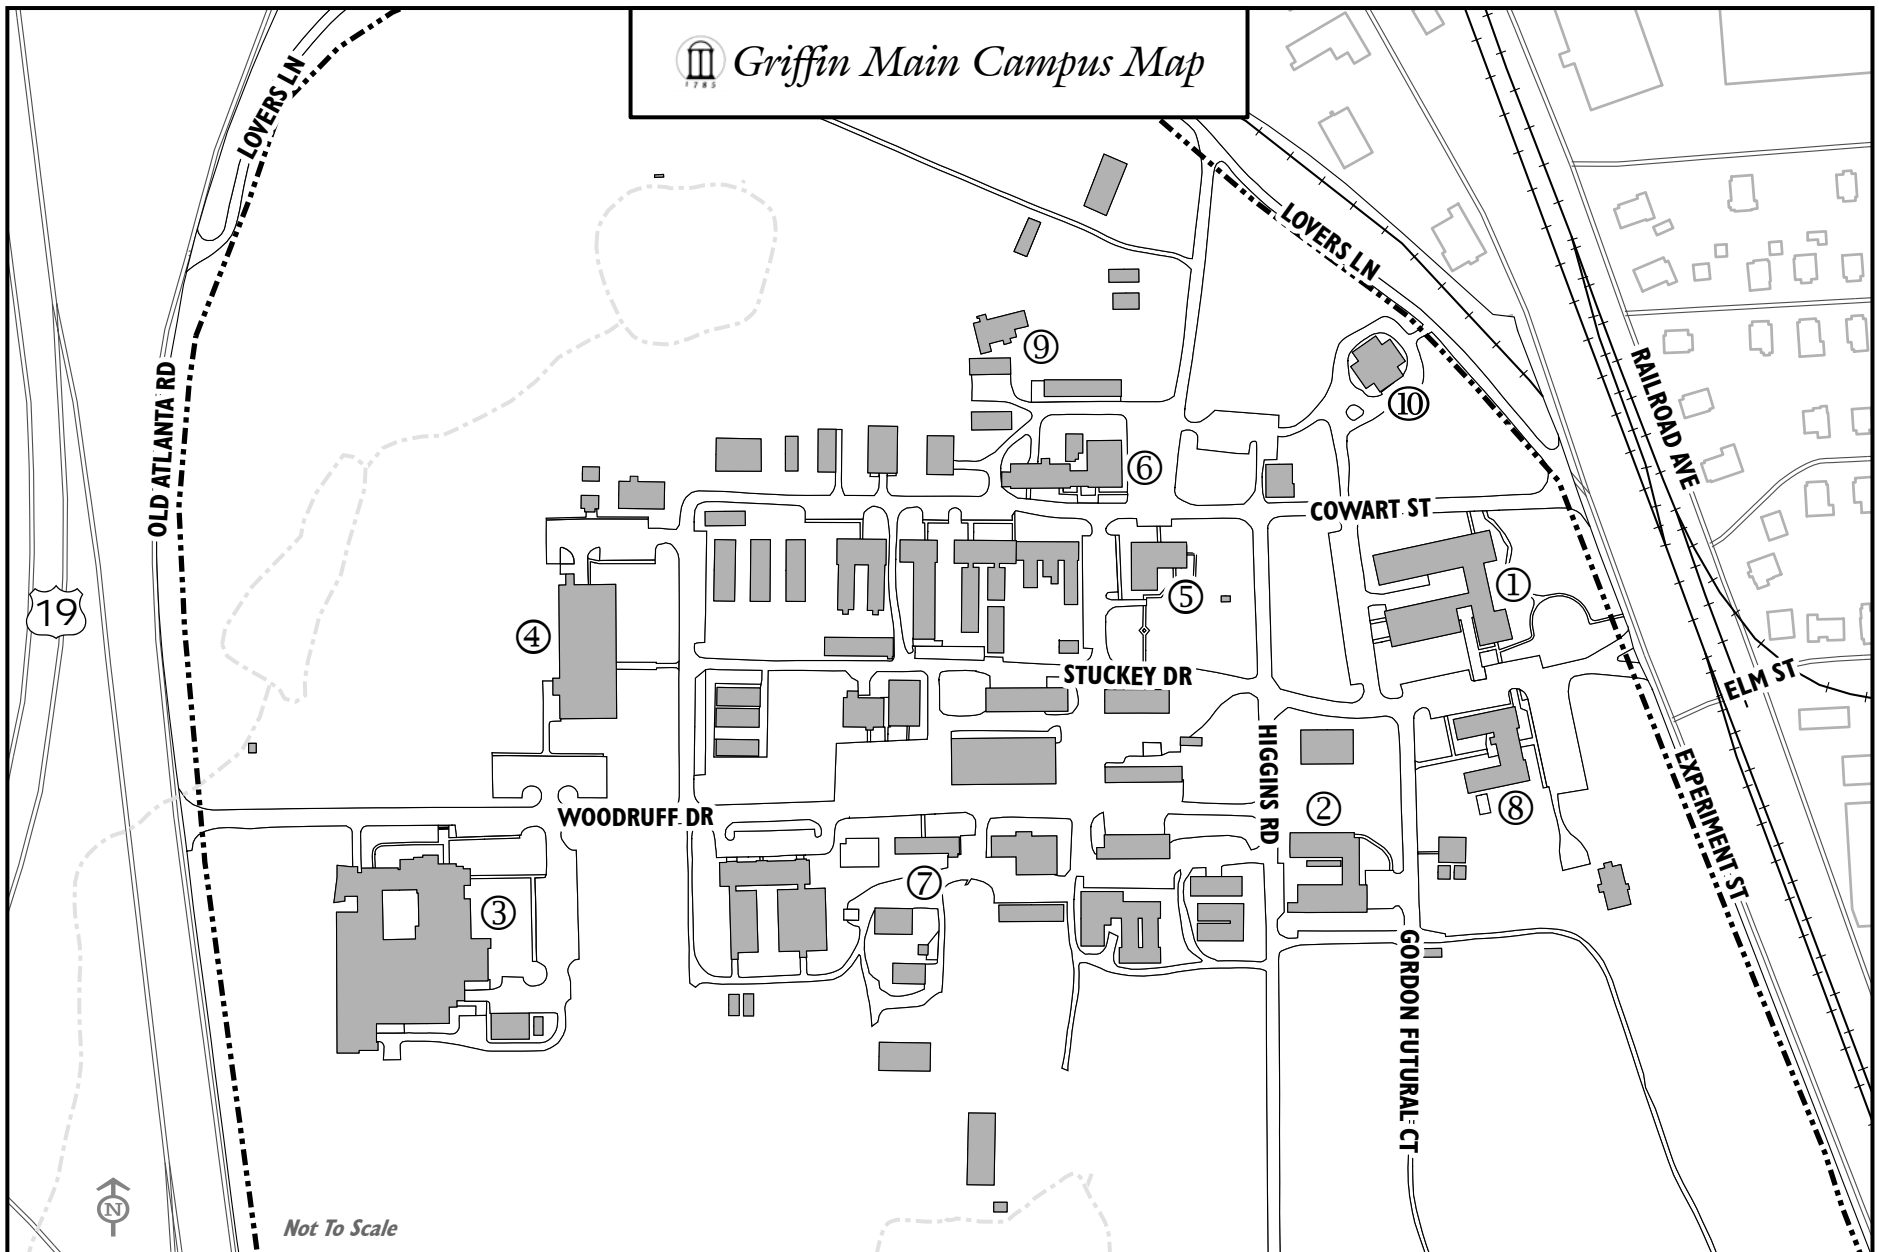 Griffin Main Campus Map
1785
LOVERS LN
LOVERS LN
OLD ATLANTA RD
RAILROAD AVE
9
10
6
COWART ST
19
4
5
1
STUCKEY DR
ELM ST
HIGGINS RD
EXPERIMENT ST
WOODRUFF DR
2
8
7
3
GORDON FUTURAL CT
N
Not To Scale